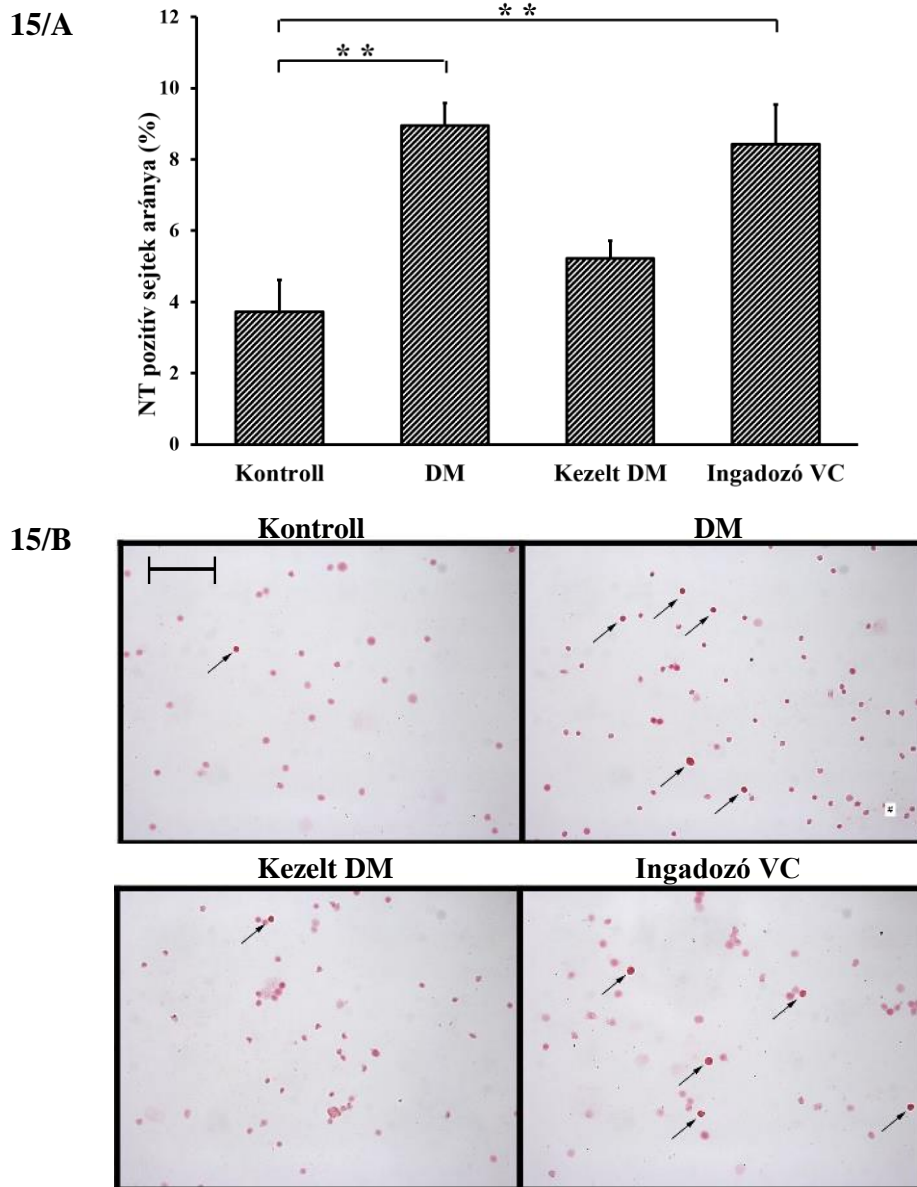 15/A
12
10
8
6
4
2
0
NT pozitív sejtek aránya (%)
* *
* *
Kontroll DM Kezelt DM Ingadozó VC
15/B
Kontroll DM
Kezelt DM Ingadozó VC